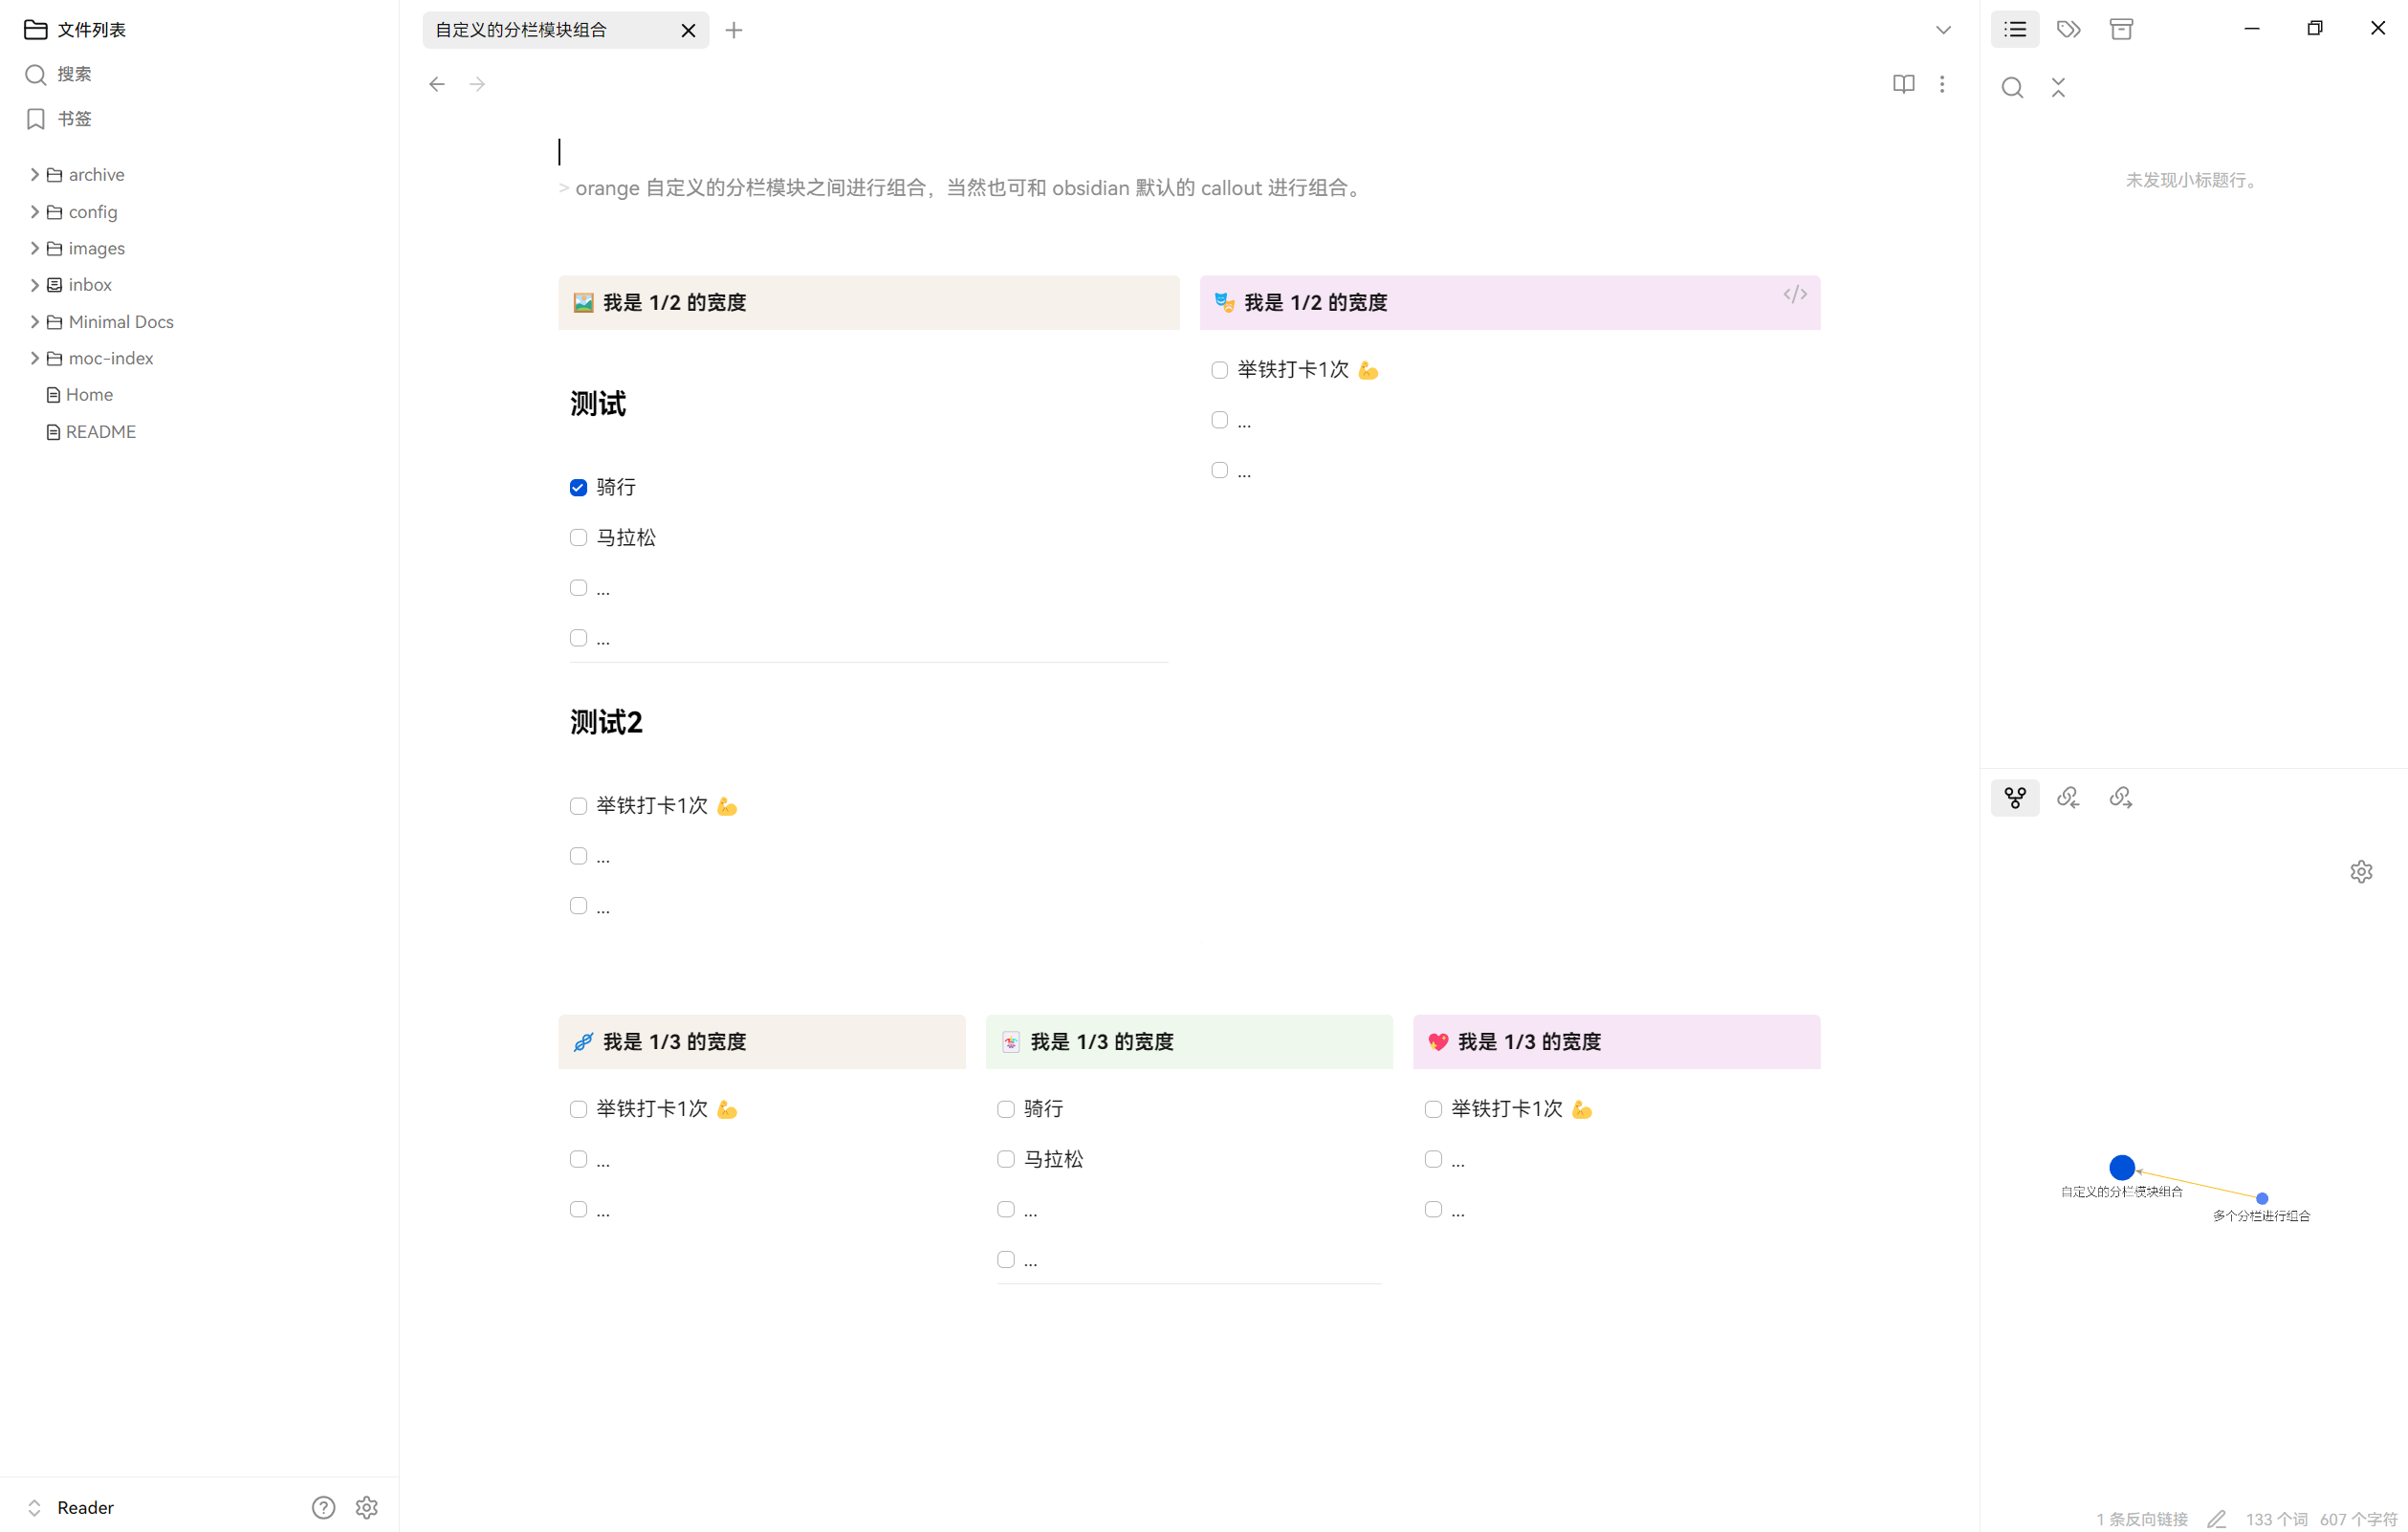 文件列表
搜索
书签
archive
config
images
inbox
Minimal Docs
moc-index
Home
README
Reader
自定义的分栏模块组合
> orange 自定义的分栏模块之间进行组合，当然也可和 obsidian 默认的 callout 进行组合。
我是 1/2 的宽度
测试
骑行
马拉松
...
...
测试2
举铁打卡1次 💪
...
...
我是 1/2 的宽度
</>
举铁打卡1次 💪
...
...
我是 1/3 的宽度
举铁打卡1次 💪
...
...
我是 1/3 的宽度
骑行
马拉松
...
...
我是 1/3 的宽度
举铁打卡1次 💪
...
...
未发现小标题行。
自定义的分栏模块组合
多个分栏进行组合
1 条反向链接 133 个词 607 个字符